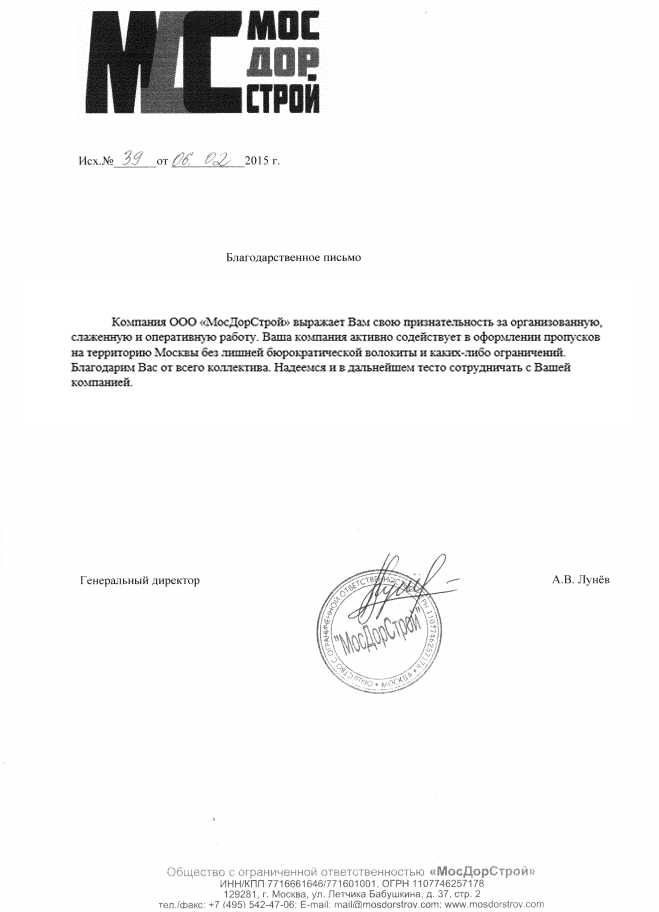 МДС МОС
ДОР
СТРОЙ
Исх.№ 39 от 06. 02 2015 г.
Благодарственное письмо
Компания ООО «МосДорСтрой» выражает Вам свою признательность за организованную,
слаженную и оперативную работу. Ваша компания активно содействует в оформлении пропусков
на территорию Москвы без лишней бюрократической волокиты и каких-либо ограничений.
Благодарим Вас от всего коллектива. Надеемся и в дальнейшем тесто сотрудничать с Вашей
компанией.
Генеральный директор
А.В. Лунёв
ОБЩЕСТВО С ОГРАНИЧЕННОЙ ОТВЕТСТВЕННОСТЬЮ ОГРН 1107746257178 • МОСКВА •
"МосДорСтрой"
Общество с ограниченной ответственностью «МосДорСтрой»
ИНН/КПП 7716661646/771601001, ОГРН 1107746257178
129281, г. Москва, ул. Летчика Бабушкина, д. 37, стр. 2
тел./факс: +7 (495) 542-47-06; E-mail: mail@mosdorstroy.com; www.mosdorstroy.com